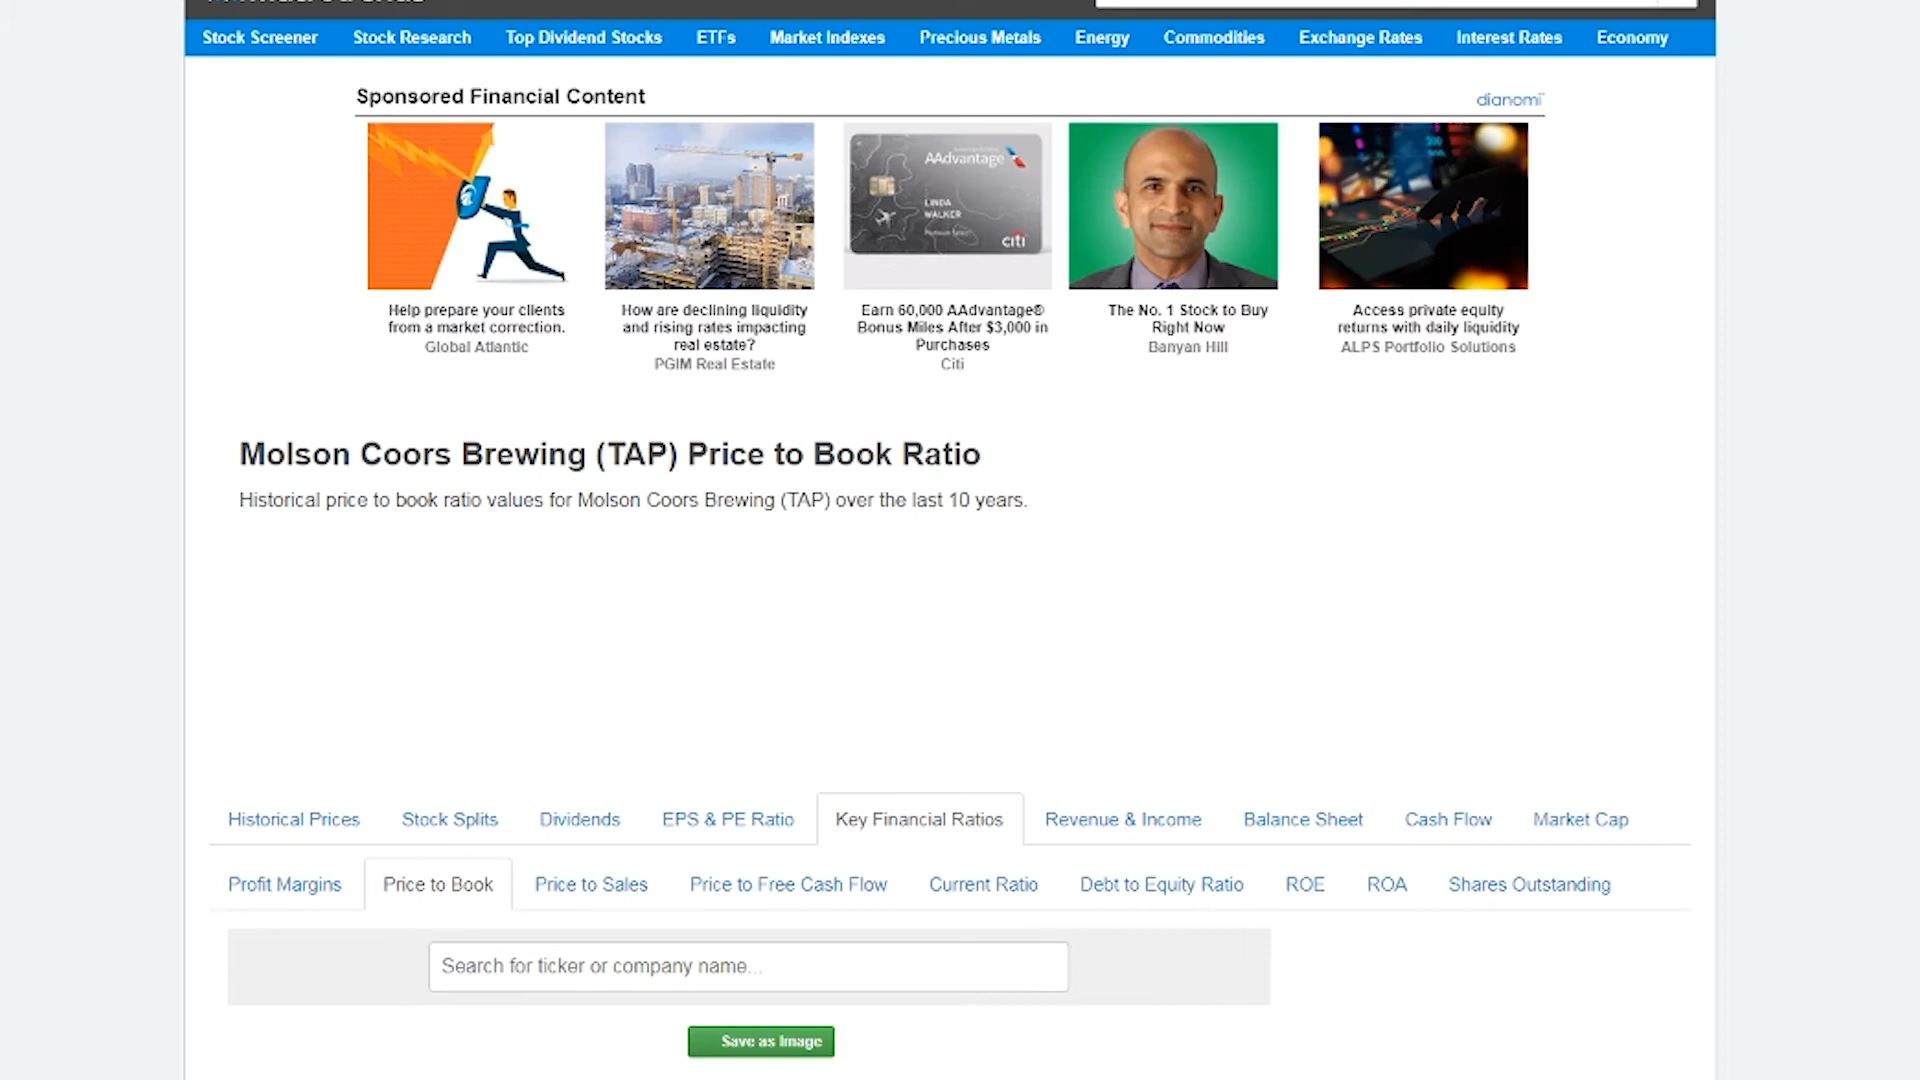 Stock Screener Stock Research Top Dividend Stocks ETFs Market Indexes Precious Metals Energy Commodities Exchange Rates Interest Rates Economy
Sponsored Financial Content
dianomi
AAdvantage
LINDA
WALKER
citi
Help prepare your clients
from a market correction.
Global Atlantic
How are declining liquidity
and rising rates impacting
real estate?
PGIM Real Estate
Earn 60,000 AAdvantage®
Bonus Miles After $3,000 in
Purchases
Citi
The No. 1 Stock to Buy
Right Now
Banyan Hill
Access private equity
returns with daily liquidity
ALPS Portfolio Solutions
Molson Coors Brewing (TAP) Price to Book Ratio
Historical price to book ratio values for Molson Coors Brewing (TAP) over the last 10 years.
Historical Prices Stock Splits Dividends EPS & PE Ratio Key Financial Ratios Revenue & Income Balance Sheet Cash Flow Market Cap
Profit Margins Price to Book Price to Sales Price to Free Cash Flow Current Ratio Debt to Equity Ratio ROE ROA Shares Outstanding
Search for ticker or company name...
Save as Image